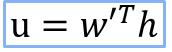 u = w′ᵀh